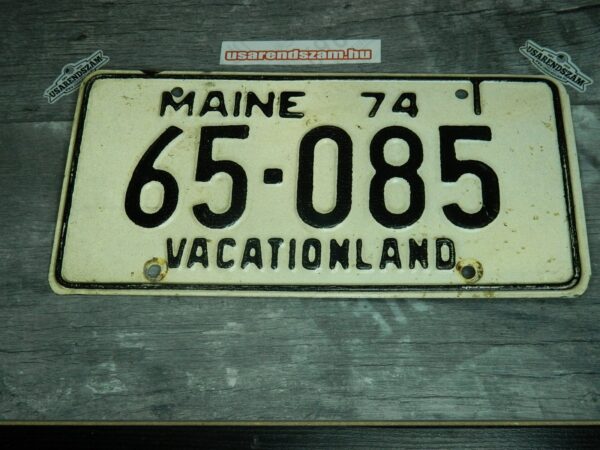 usarendszam.hu
USARENDSZAM
USARENDSZAM
MAINE 74
65·085
VACATIONLAND